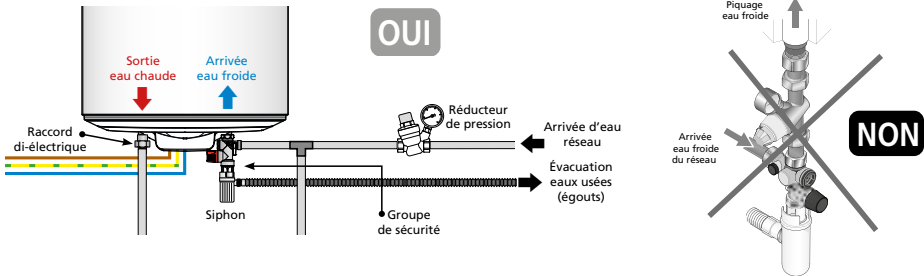 OUI
Sortie
eau chaude
Arrivée
eau froide
Raccord
di-électrique
Réducteur
de pression
Arrivée d'eau
réseau
Évacuation
eaux usées
(égouts)
Siphon
Groupe
de sécurité
Piquage
eau froide
Arrivée
eau froide
du réseau
NON